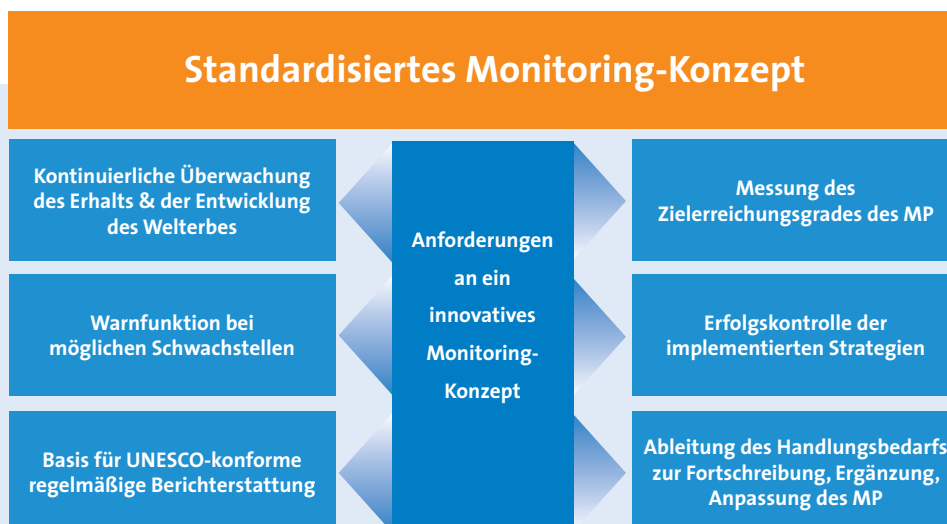 Standardisiertes Monitoring-Konzept
Kontinuierliche Überwachung
des Erhalts & der Entwicklung
des Welterbes
Warnfunktion bei
möglichen Schwachstellen
Basis für UNESCO-konforme
regelmäßige Berichterstattung
Anforderungen
an ein
innovatives
Monitoring-
Konzept
Messung des
Zielerreichungsgrades des MP
Erfolgskontrolle der
implementierten Strategien
Ableitung des Handlungsbedarfs
zur Fortschreibung, Ergänzung,
Anpassung des MP